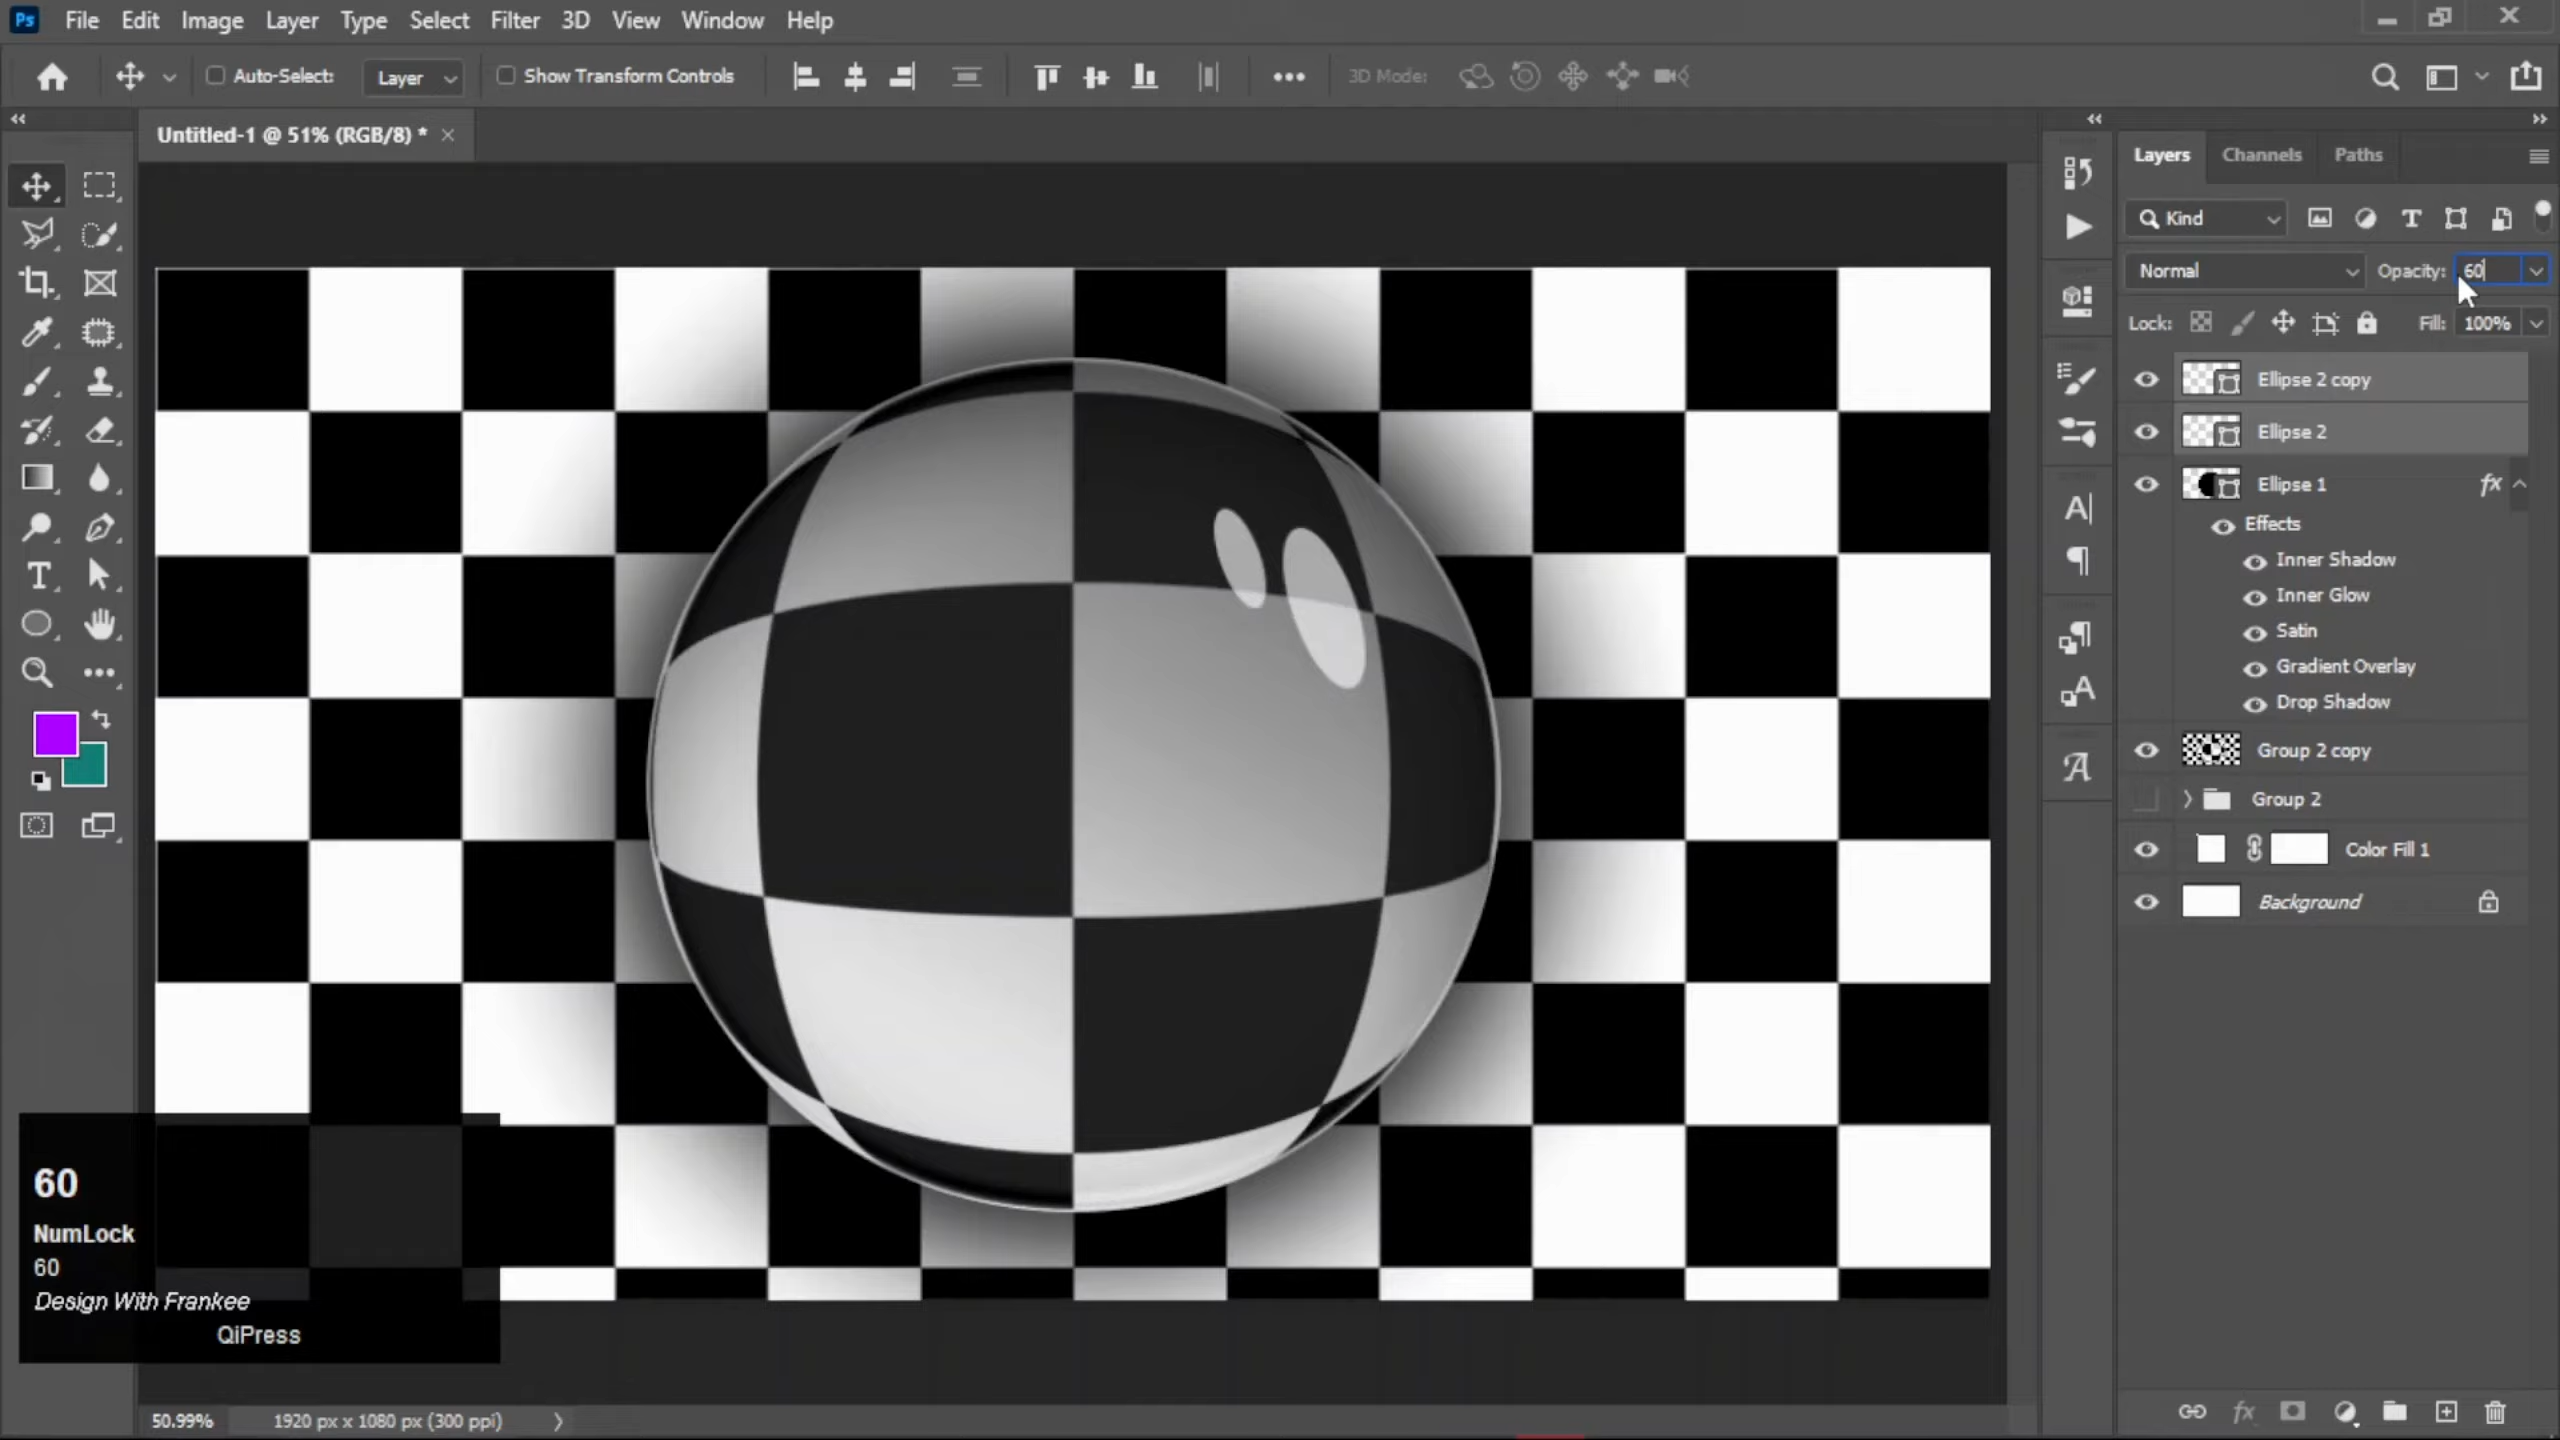 Ps File Edit Image Layer Type Select Filter 3D View Window Help
Auto-Select: Layer Show Transform Controls 3D Mode:
Untitled-1 @ 51% (RGB/8) *
Layers Channels Paths
Kind
Normal Opacity: 60
Lock: Fill: 100%
Ellipse 2 copy
Ellipse 2
Ellipse 1 fx
Effects
Inner Shadow
Inner Glow
Satin
Gradient Overlay
Drop Shadow
Group 2 copy
Group 2
Color Fill 1
Background
60
NumLock
60
Design With Frankee
QiPress
50.99% 1920 px x 1080 px (300 ppi)
fx